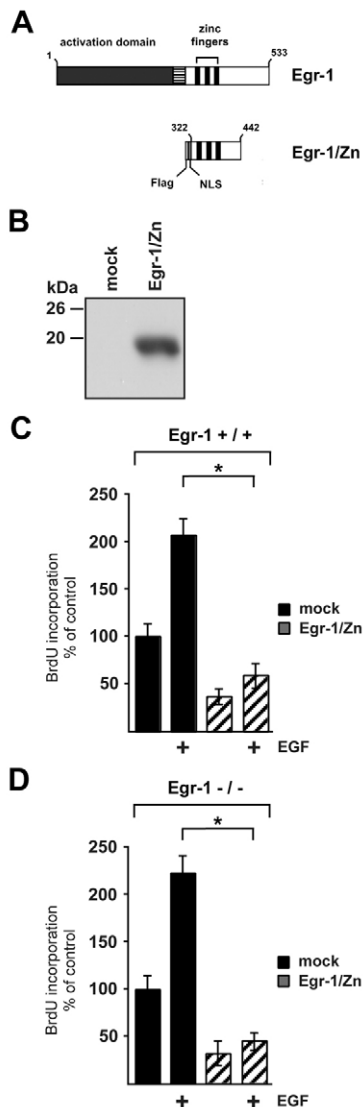 A
activation domain
zinc
fingers
1
533
Egr-1
322
442
Egr-1/Zn
Flag
NLS
B
mock
Egr-1/Zn
kDa
26
20
C
Egr-1 + / +
*
250
200
150
100
50
BrdU incorporation
% of control
mock
Egr-1/Zn
+ + EGF
D
Egr-1 - / -
*
250
200
150
100
50
BrdU incorporation
% of control
mock
Egr-1/Zn
+ + EGF